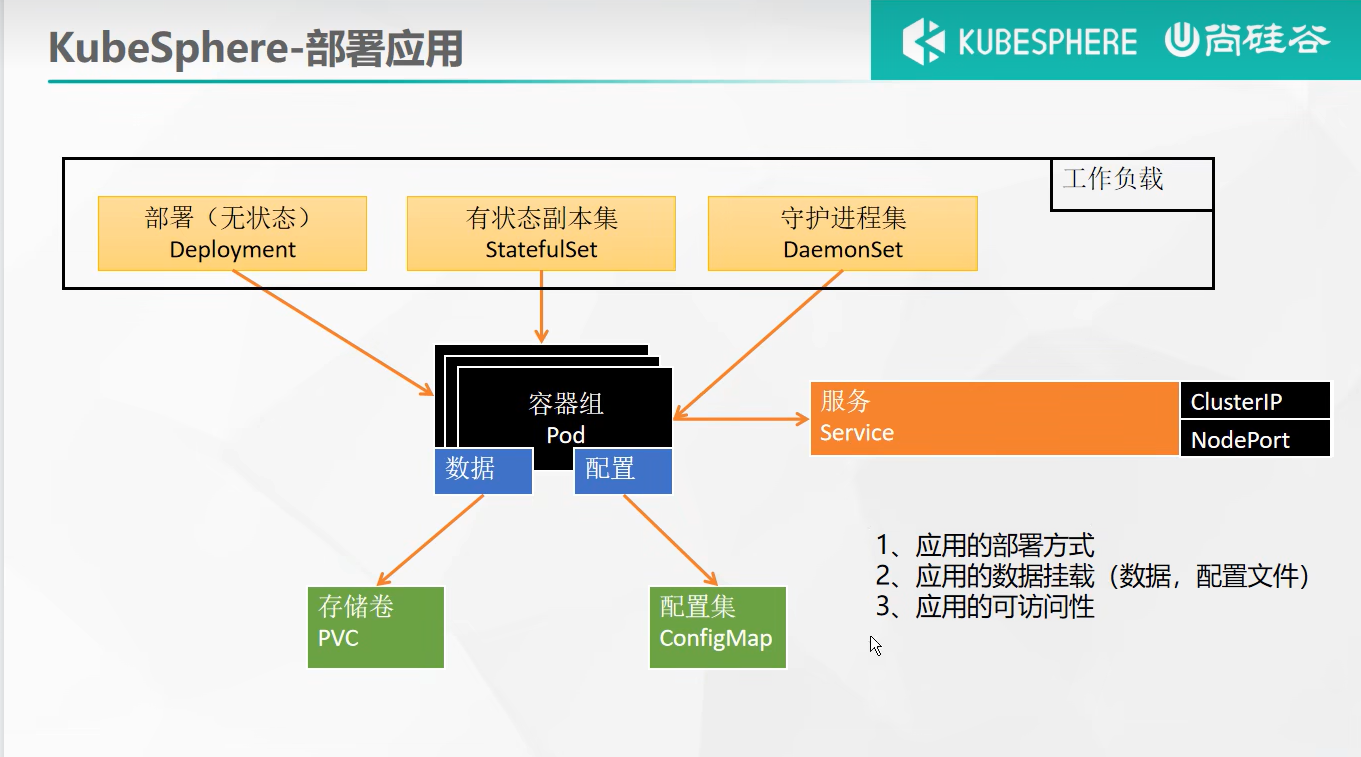 KubeSphere-部署应用
KUBESPHERE
尚硅谷
工作负载
部署（无状态）
Deployment
有状态副本集
StatefulSet
守护进程集
DaemonSet
容器组
Pod
数据
配置
服务
Service
ClusterIP
NodePort
存储卷
PVC
配置集
ConfigMap
1、应用的部署方式
2、应用的数据挂载（数据，配置文件）
3、应用的可访问性